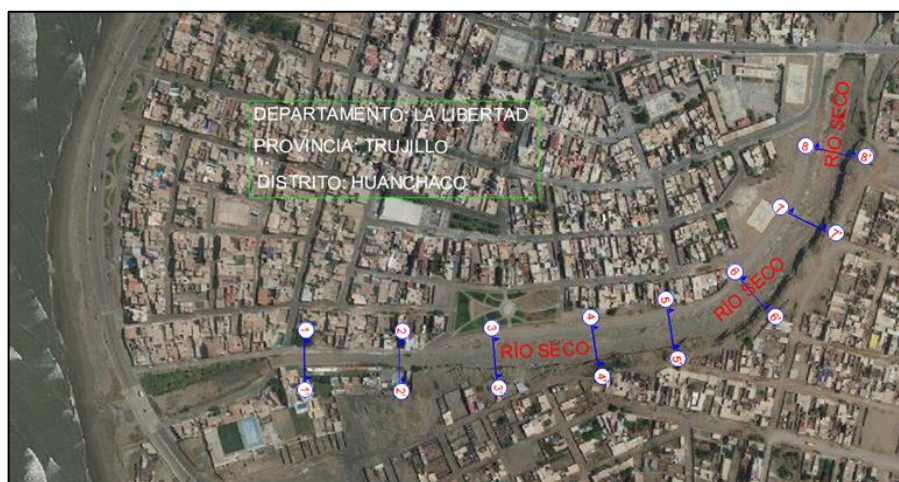 DEPARTAMENTO: LA LIBERTAD
PROVINCIA: TRUJILLO
DISTRITO: HUANCHACO
RÍO SECO
8
8'
7
7'
RÍO SECO
6
6'
5
5'
4
4'
RÍO SECO
3
3'
2
2'
1
1'